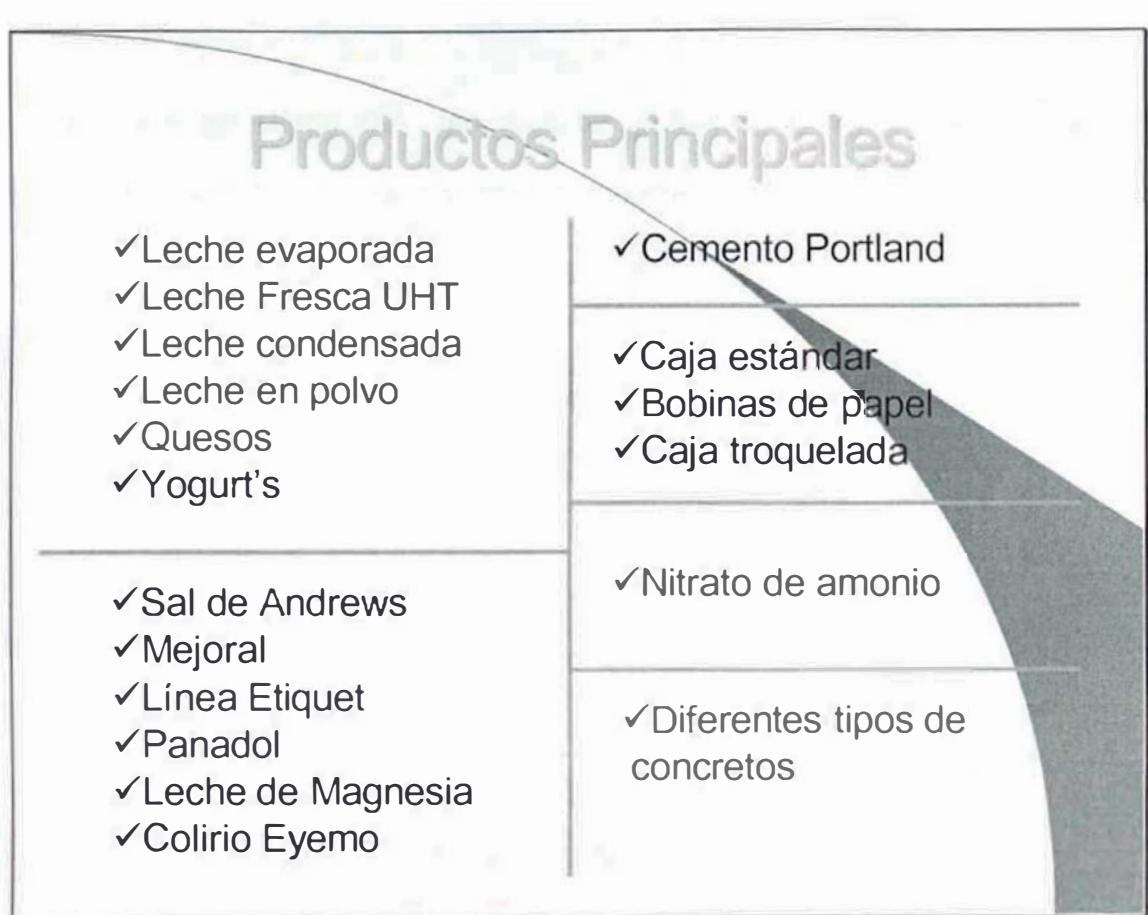 Productos Principales
✓Leche evaporada
✓Leche Fresca UHT
✓Leche condensada
✓Leche en polvo
✓Quesos
✓Yogurt's
✓Sal de Andrews
✓Mejoral
✓Línea Etiquet
✓Panadol
✓Leche de Magnesia
✓Colirio Eyemo
✓Cemento Portland
✓Caja estándar
✓Bobinas de papel
✓Caja troquelada
✓Nitrato de amonio
✓Diferentes tipos de
concretos